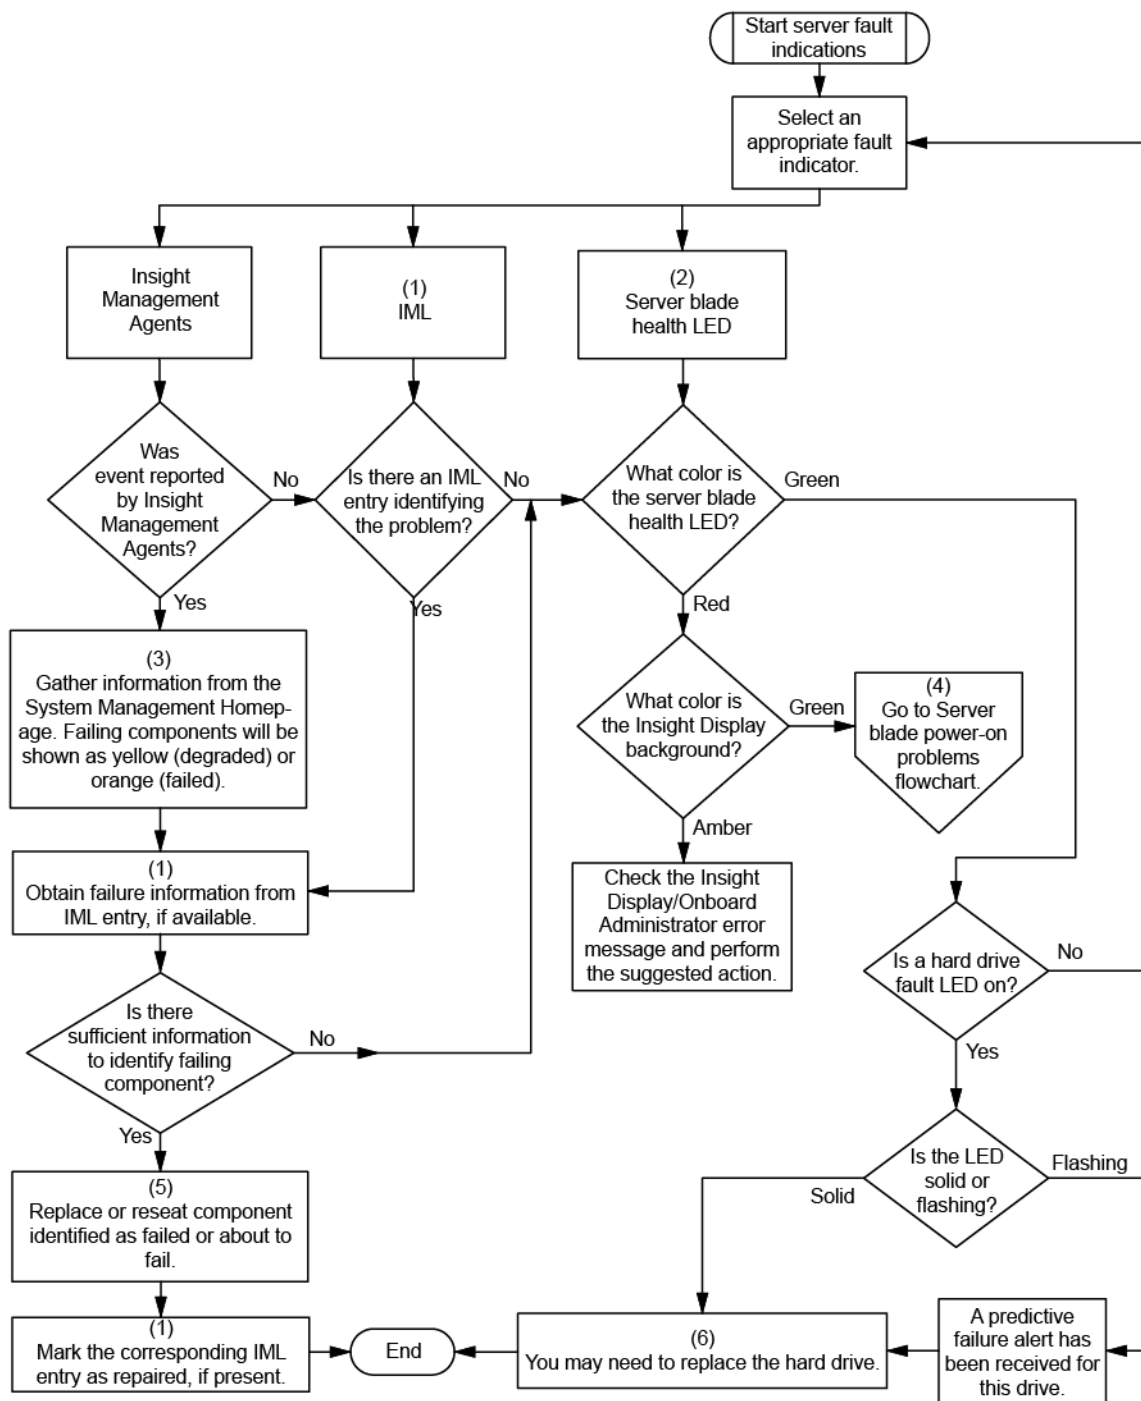 Start server fault
indications
Select an
appropriate fault
indicator.
Insight
Management
Agents
(1)
IML
(2)
Server blade
health LED
Was
event reported
by Insight
Management
Agents?
No
Is there an IML
entry identifying
the problem?
No
What color is
the server blade
health LED?
Green
Yes
Yes
Red
(3)
Gather information from the
System Management Homep-
age. Failing components will be
shown as yellow (degraded) or
orange (failed).
What color is
the Insight Display
background?
Green
(4)
Go to Server
blade power-on
problems
flowchart.
Amber
(1)
Obtain failure information from
IML entry, if available.
Check the Insight
Display/Onboard
Administrator error
message and perform
the suggested action.
Is a hard drive
fault LED on?
No
Yes
Is there
sufficient information
to identify failing
component?
No
Yes
Is the LED
solid or
flashing?
Flashing
Solid
(5)
Replace or reseat component
identified as failed or about to
fail.
(1)
Mark the corresponding IML
entry as repaired, if present.
End
(6)
You may need to replace the hard drive.
A predictive
failure alert has
been received for
this drive.